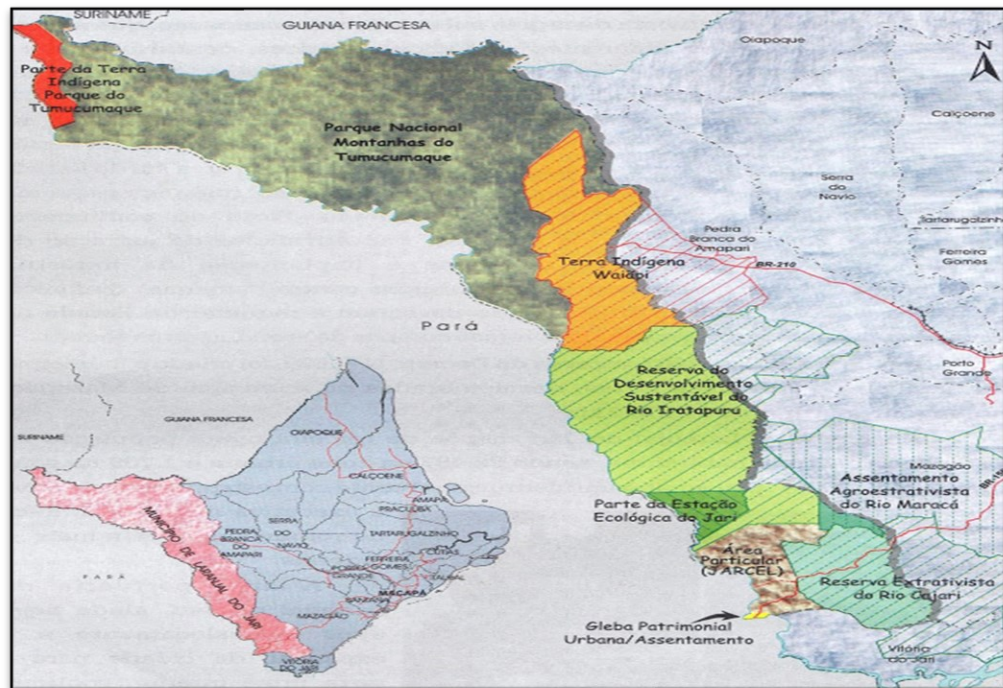 SURINAME
GUIANA FRANCESA
Oiapoque
N
Parte da Terra
Indígena
Parque do
Tumucumaque
Parque Nacional
Montanhas do
Tumucumaque
Calçoene
Serra
do
Navio
Tartarugalzinho
Pedra
Branca do
Amapari
Ferreira
Gomes
BR-210
Terra Indígena
Waiãpi
Pará
Porto
Grande
Reserva do
Desenvolvimento
Sustentável do
Rio Iratapuru
Mazagão
Assentamento
Agroestrativista
do Rio Maracá
Parte da Estação
Ecológica do Jari
Área
Particular
(JARCEL)
Reserva Extrativista
do Rio Cajari
Gleba Patrimonial
Urbana/Assentamento
Vitória
do Jari
GUIANA FRANCESA
SURINAME
OIAPOQUE
CALÇOENE
AMAPÁ
PRACUUBA
SERRA
DO
NAVIO
TARTARUGALZINHO
PEDRA
BRANCA DO
AMAPARI
CUTIAS
FERREIRA
GOMES
PORTO
GRANDE
ITAUBAL
MACAPÁ
SANTANA
MAZAGÃO
VITÓRIA
DO JARI
PARÁ
MUNICÍPIO DE LARANJAL DO JARI